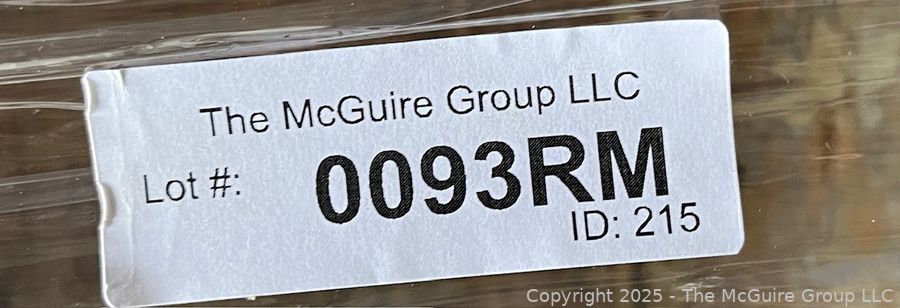 The McGuire Group LLC
Lot #: 0093RM
ID: 215
Copyright 2025 - The McGuire Group LLC